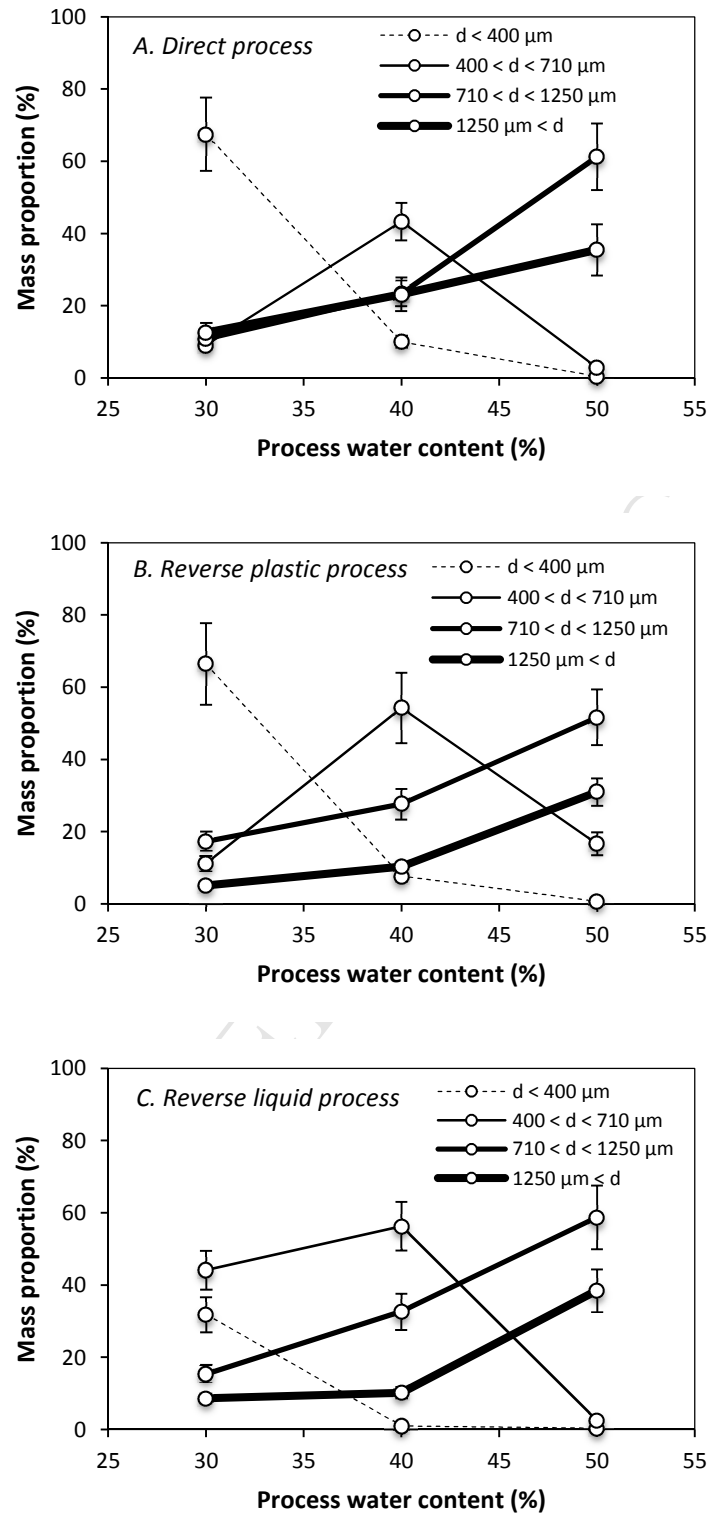 A. Direct process
d < 400 µm
400 < d < 710 µm
710 < d < 1250 µm
1250 µm < d
Mass proportion (%)
100
80
60
40
20
0
25 30 35 40 45 50 55
Process water content (%)
B. Reverse plastic process
d < 400 µm
400 < d < 710 µm
710 < d < 1250 µm
1250 µm < d
Mass proportion (%)
100
80
60
40
20
0
25 30 35 40 45 50 55
Process water content (%)
C. Reverse liquid process
d < 400 µm
400 < d < 710 µm
710 < d < 1250 µm
1250 µm < d
Mass proportion (%)
100
80
60
40
20
0
25 30 35 40 45 50 55
Process water content (%)